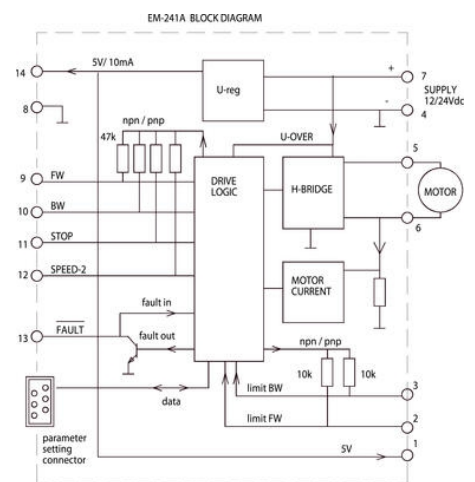 EM-241A BLOCK DIAGRAM
5V/ 10mA
14
U-reg
+
7
SUPPLY
12/24Vdc
8
-
4
npn / pnp
47k
U-OVER
5
9
FW
DRIVE
LOGIC
H-BRIDGE
MOTOR
10
BW
6
11
STOP
12
SPEED-2
MOTOR
CURRENT
fault in
13
FAULT
fault out
npn / pnp
10k
10k
data
limit BW
3
limit FW
2
parameter
setting
connector
5V
1